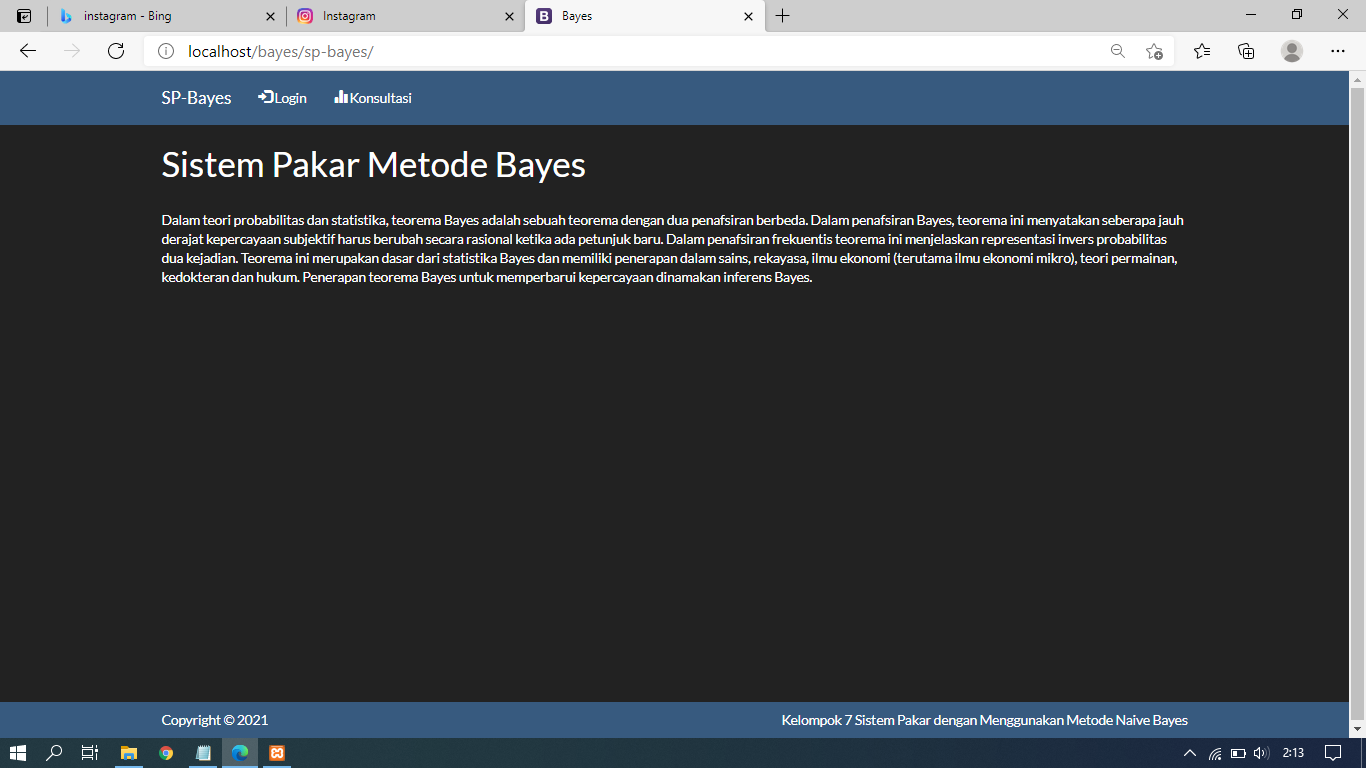 instagram - Bing
Instagram
Bayes
localhost/bayes/sp-bayes/
SP-Bayes
Login
Konsultasi
Sistem Pakar Metode Bayes
Dalam teori probabilitas dan statistika, teorema Bayes adalah sebuah teorema dengan dua penafsiran berbeda. Dalam penafsiran Bayes, teorema ini menyatakan seberapa jauh
derajat kepercayaan subjektif harus berubah secara rasional ketika ada petunjuk baru. Dalam penafsiran frekuentis teorema ini menjelaskan representasi invers probabilitas
dua kejadian. Teorema ini merupakan dasar dari statistika Bayes dan memiliki penerapan dalam sains, rekayasa, ilmu ekonomi (terutama ilmu ekonomi mikro), teori permainan,
kedokteran dan hukum. Penerapan teorema Bayes untuk memperbarui kepercayaan dinamakan inferens Bayes.
Copyright © 2021
Kelompok 7 Sistem Pakar dengan Menggunakan Metode Naive Bayes
2:13